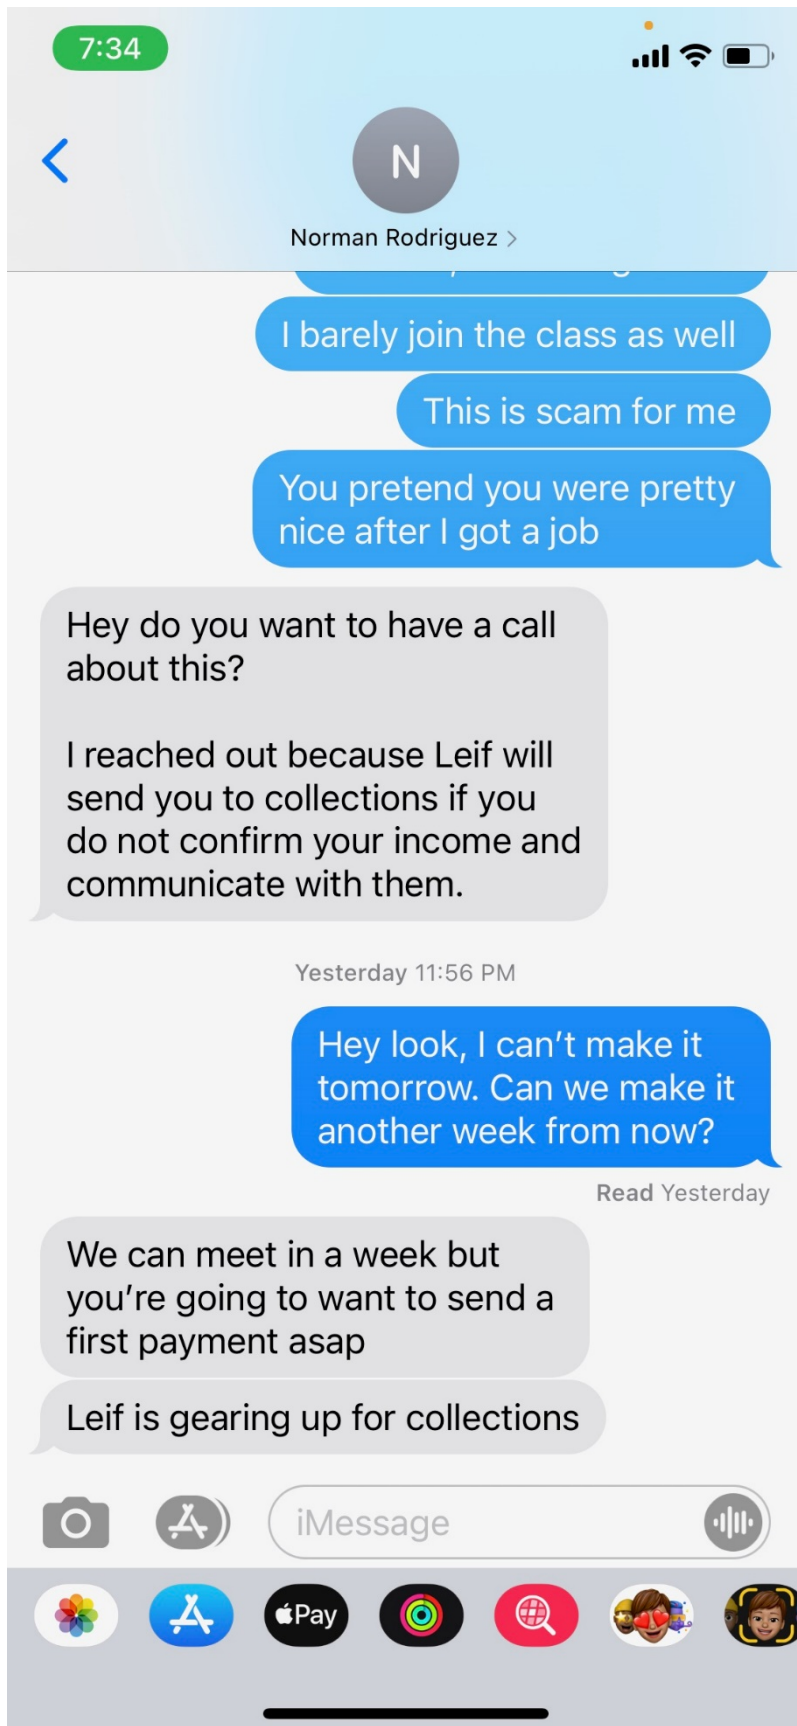 7:34
N
Norman Rodriguez
I barely join the class as well
This is scam for me
You pretend you were pretty
nice after I got a job
Hey do you want to have a call
about this?
I reached out because Leif will
send you to collections if you
do not confirm your income and
communicate with them.
Yesterday 11:56 PM
Hey look, I can’t make it
tomorrow. Can we make it
another week from now?
Read Yesterday
We can meet in a week but
you’re going to want to send a
first payment asap
Leif is gearing up for collections
iMessage
Pay